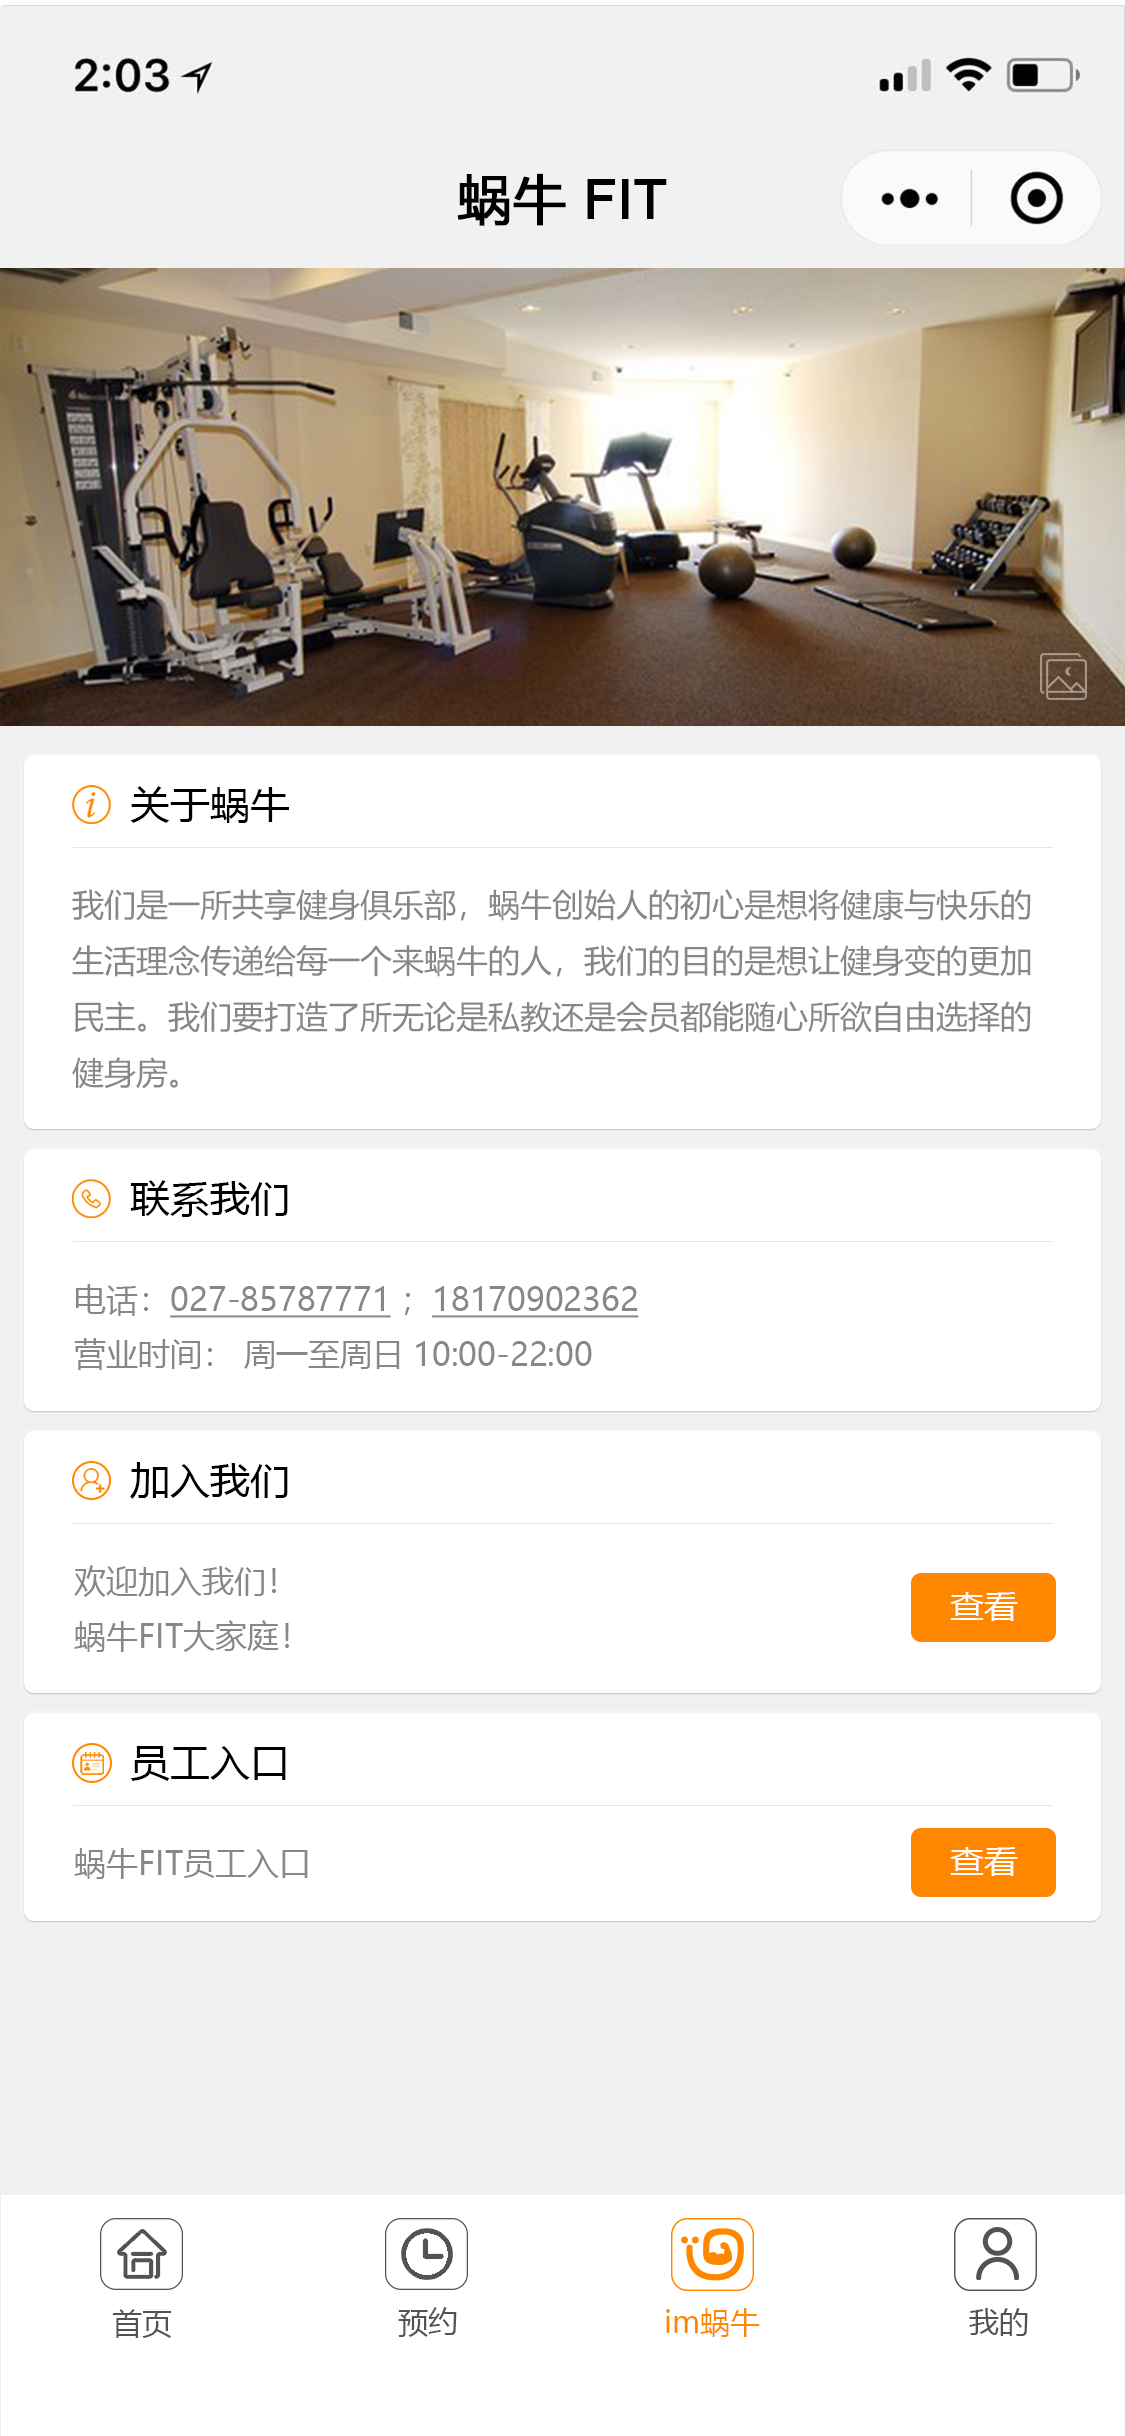 2:03
蜗牛 FIT
关于蜗牛
我们是一所共享健身俱乐部，蜗牛创始人的初心是想将健康与快乐的
生活理念传递给每一个来蜗牛的人，我们的目的是想让健身变的更加
民主。我们要打造了所无论是私教还是会员都能随心所欲自由选择的
健身房。
联系我们
电话：027-85787771 ；18170902362
营业时间： 周一至周日 10:00-22:00
加入我们
欢迎加入我们！
蜗牛FIT大家庭！
查看
员工入口
蜗牛FIT员工入口
查看
首页
预约
im蜗牛
我的